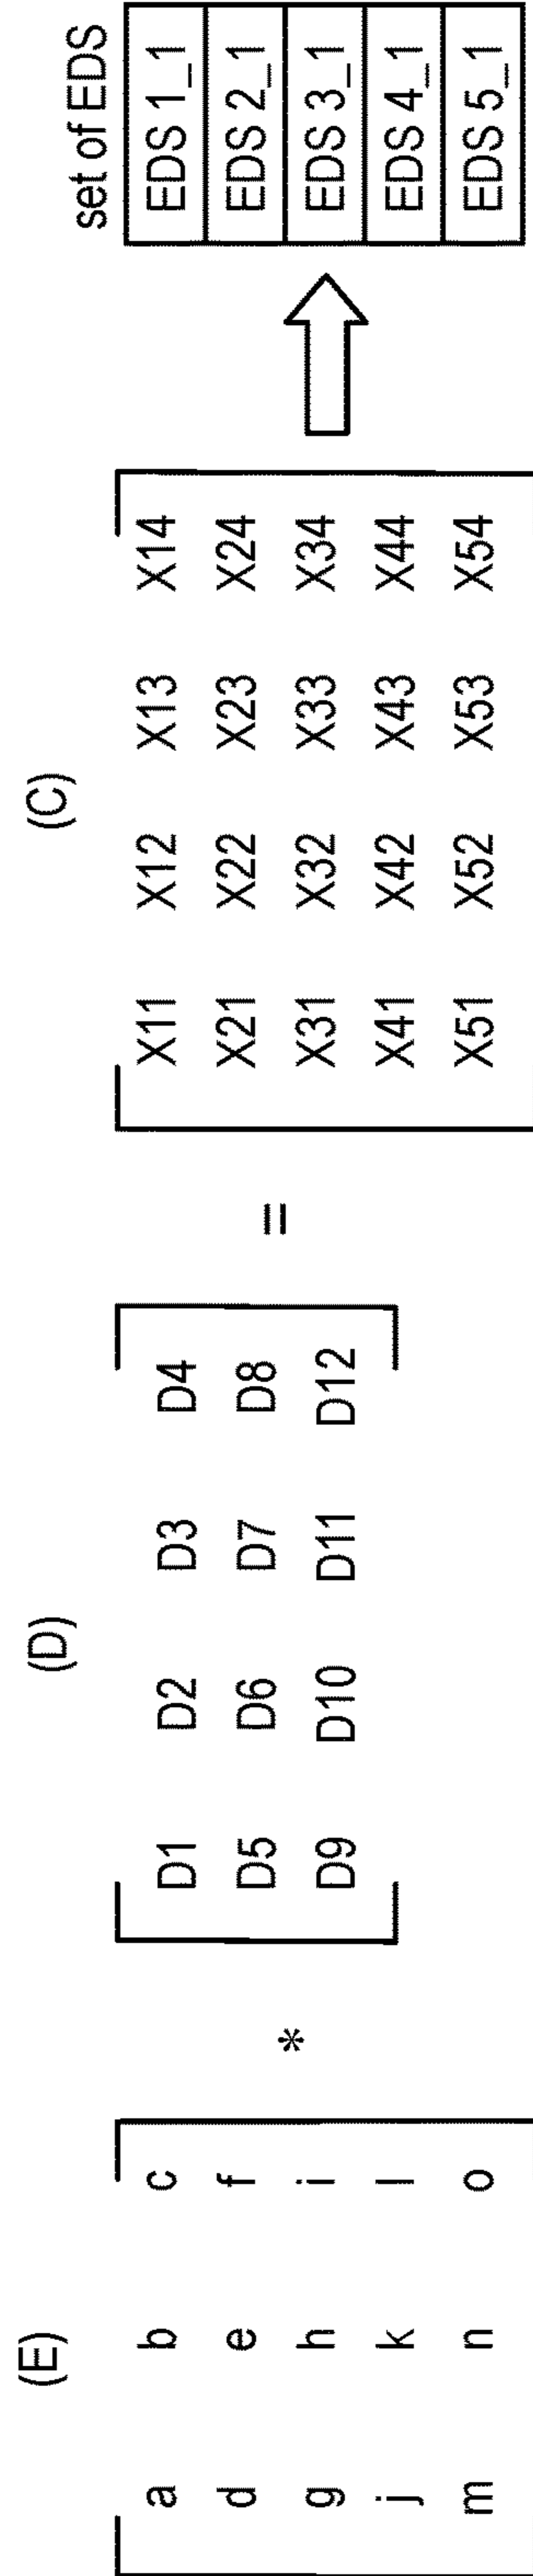 (E) (D) (C) set of EDS
a b c D1 D2 D3 D4 X11 X12 X13 X14 EDS 1_1
d e f D5 D6 D7 D8 X21 X22 X23 X24 EDS 2_1
g h i * D9 D10 D11 D12 = X31 X32 X33 X34 EDS 3_1
j k l X41 X42 X43 X44 EDS 4_1
m n o X51 X52 X53 X54 EDS 5_1